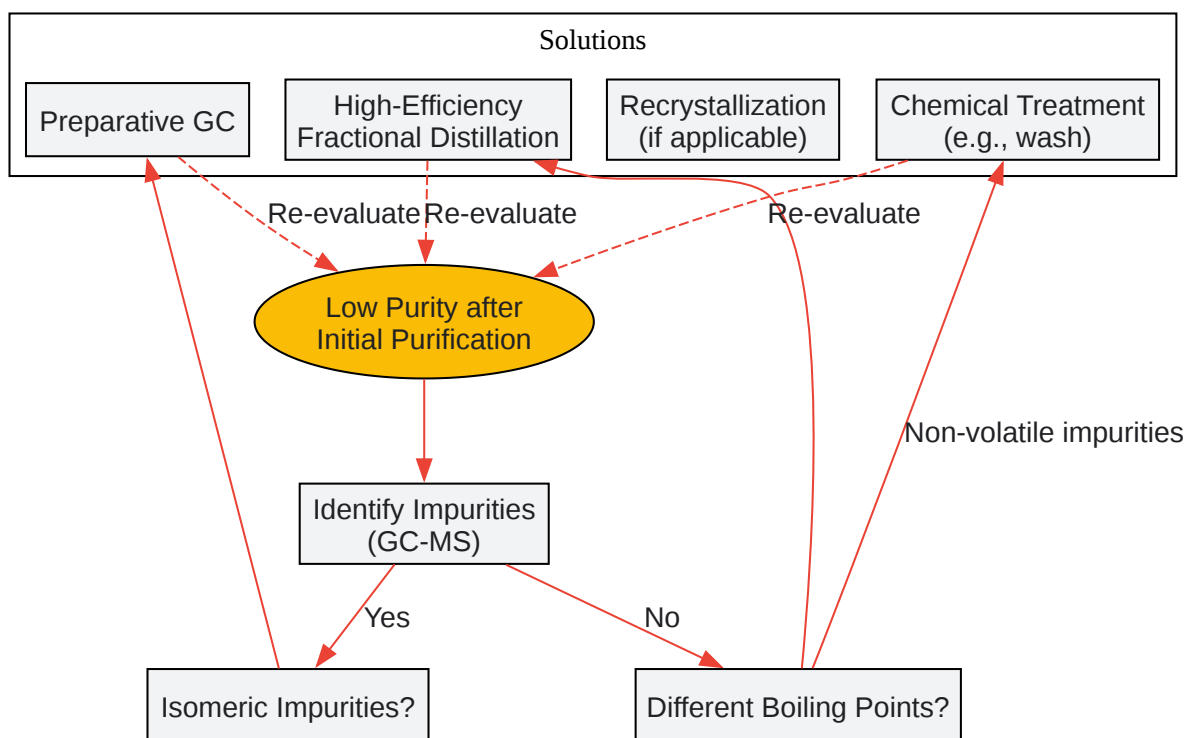 Solutions
Preparative GC
High-Efficiency
Fractional Distillation
Recrystallization
(if applicable)
Chemical Treatment
(e.g., wash)
Re-evaluate
Re-evaluate
Re-evaluate
Low Purity after
Initial Purification
Non-volatile impurities
Identify Impurities
(GC-MS)
Yes
No
Isomeric Impurities?
Different Boiling Points?